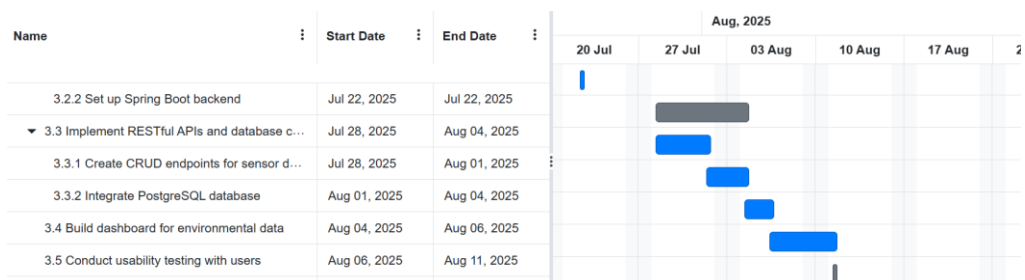 Aug, 2025
Name Start Date End Date
20 Jul 27 Jul 03 Aug 10 Aug 17 Aug 2
3.2.2 Set up Spring Boot backend Jul 22, 2025 Jul 22, 2025
3.3 Implement RESTful APIs and database c... Jul 28, 2025 Aug 04, 2025
3.3.1 Create CRUD endpoints for sensor d... Jul 28, 2025 Aug 01, 2025
3.3.2 Integrate PostgreSQL database Aug 01, 2025 Aug 04, 2025
3.4 Build dashboard for environmental data Aug 04, 2025 Aug 06, 2025
3.5 Conduct usability testing with users Aug 06, 2025 Aug 11, 2025